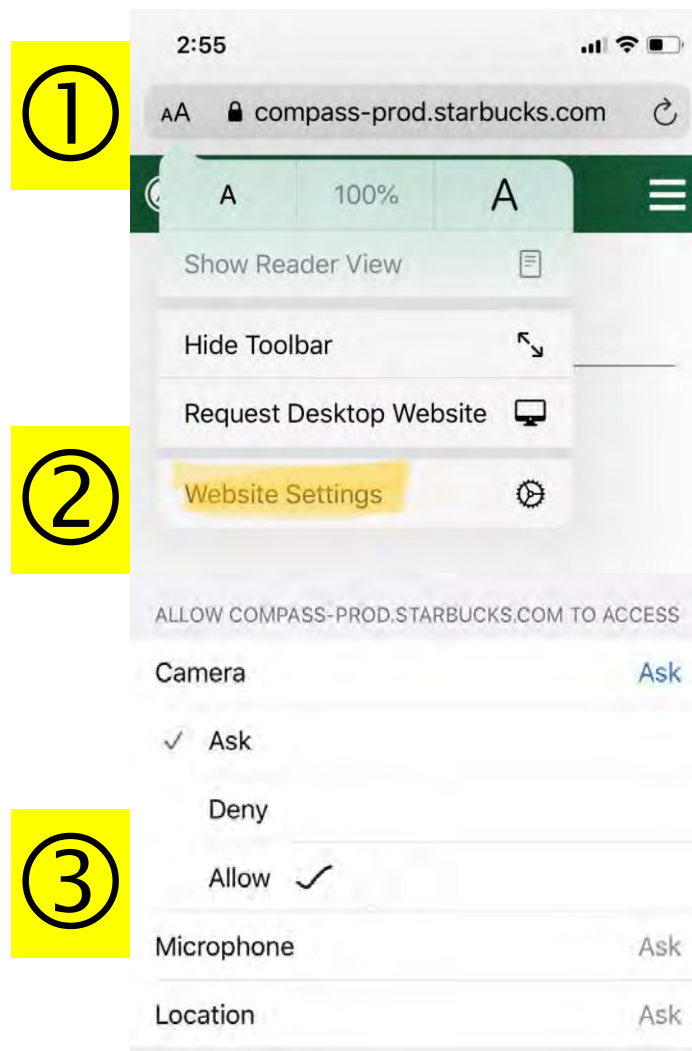 2:55
①
AA compass-prod.starbucks.com
A 100% A
Show Reader View
Hide Toolbar
Request Desktop Website
②
Website Settings
ALLOW COMPASS-PROD.STARBUCKS.COM TO ACCESS
Camera Ask
✓ Ask
Deny
③
Allow ✓
Microphone Ask
Location Ask